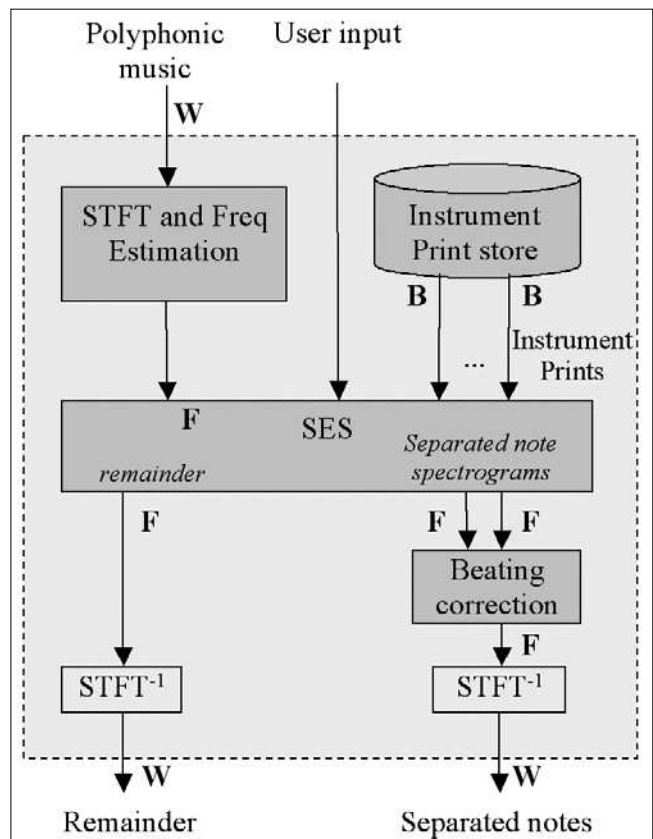 Polyphonic music
User input
W
STFT and Freq
Estimation
Instrument
Print store
B B
...
Instrument
Prints
F
SES
remainder
Separated note
spectrograms
F
F F
Beating
correction
F
STFT⁻¹
STFT⁻¹
W
W
Remainder
Separated notes